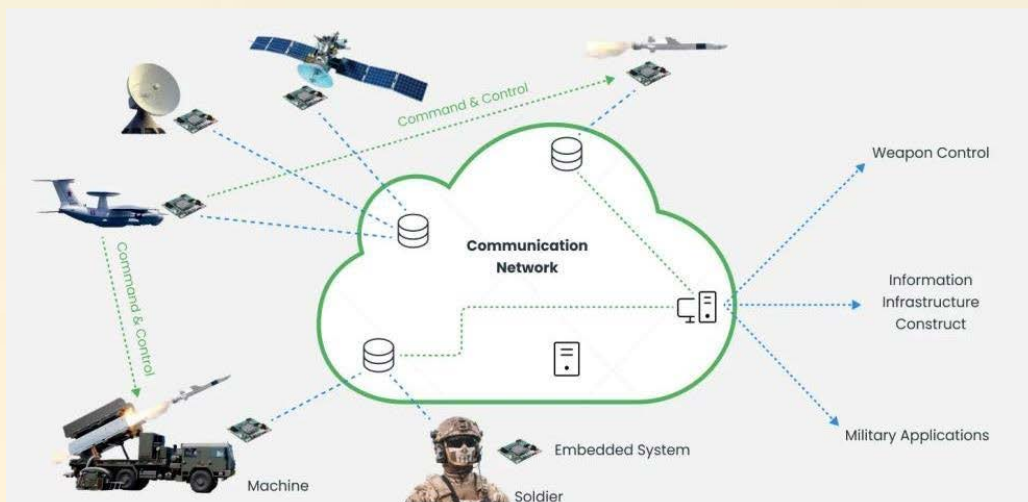 Command & Control
Weapon Control
Communication
Network
Information
Infrastructure
Construct
Command & Control
Military Applications
Embedded System
Machine
Soldier